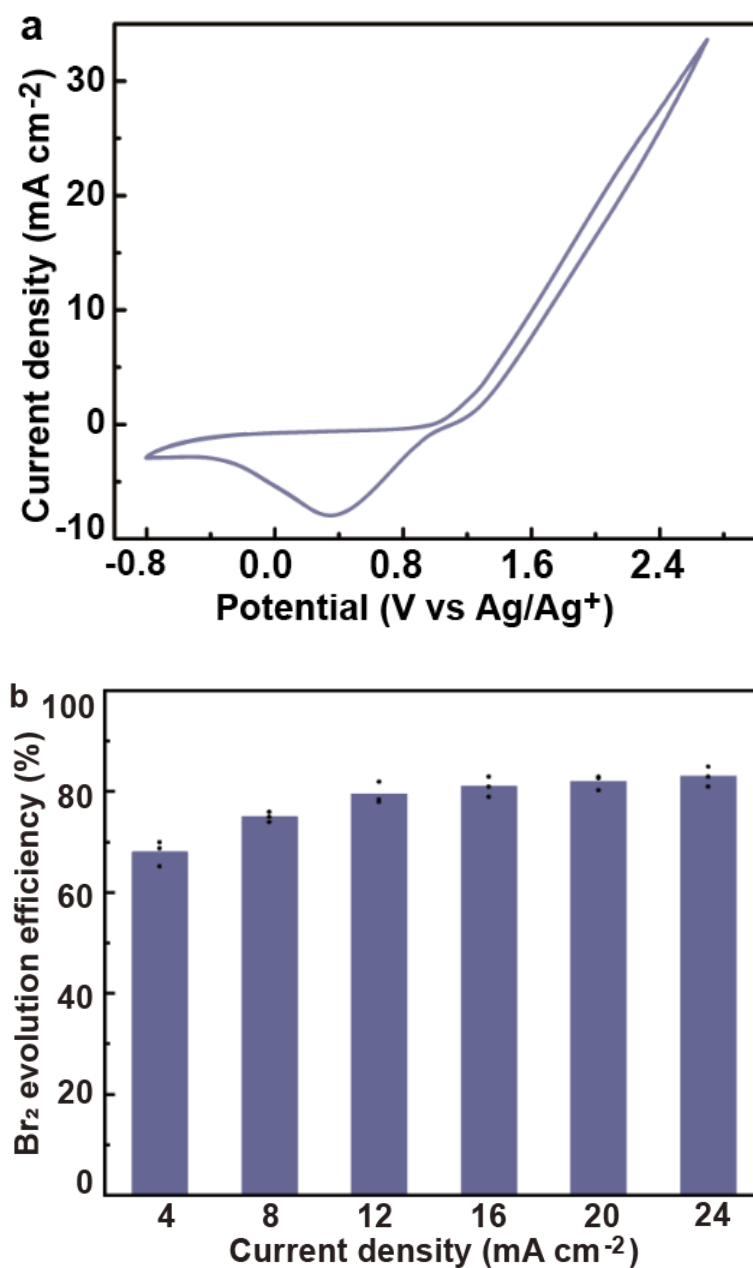 a
Current density (mA cm⁻²)
30
20
10
0
-10
-0.8 0.0 0.8 1.6 2.4
Potential (V vs Ag/Ag⁺)
b
Br₂ evolution efficiency (%)
100
80
60
40
20
0
4 8 12 16 20 24
Current density (mA cm⁻²)